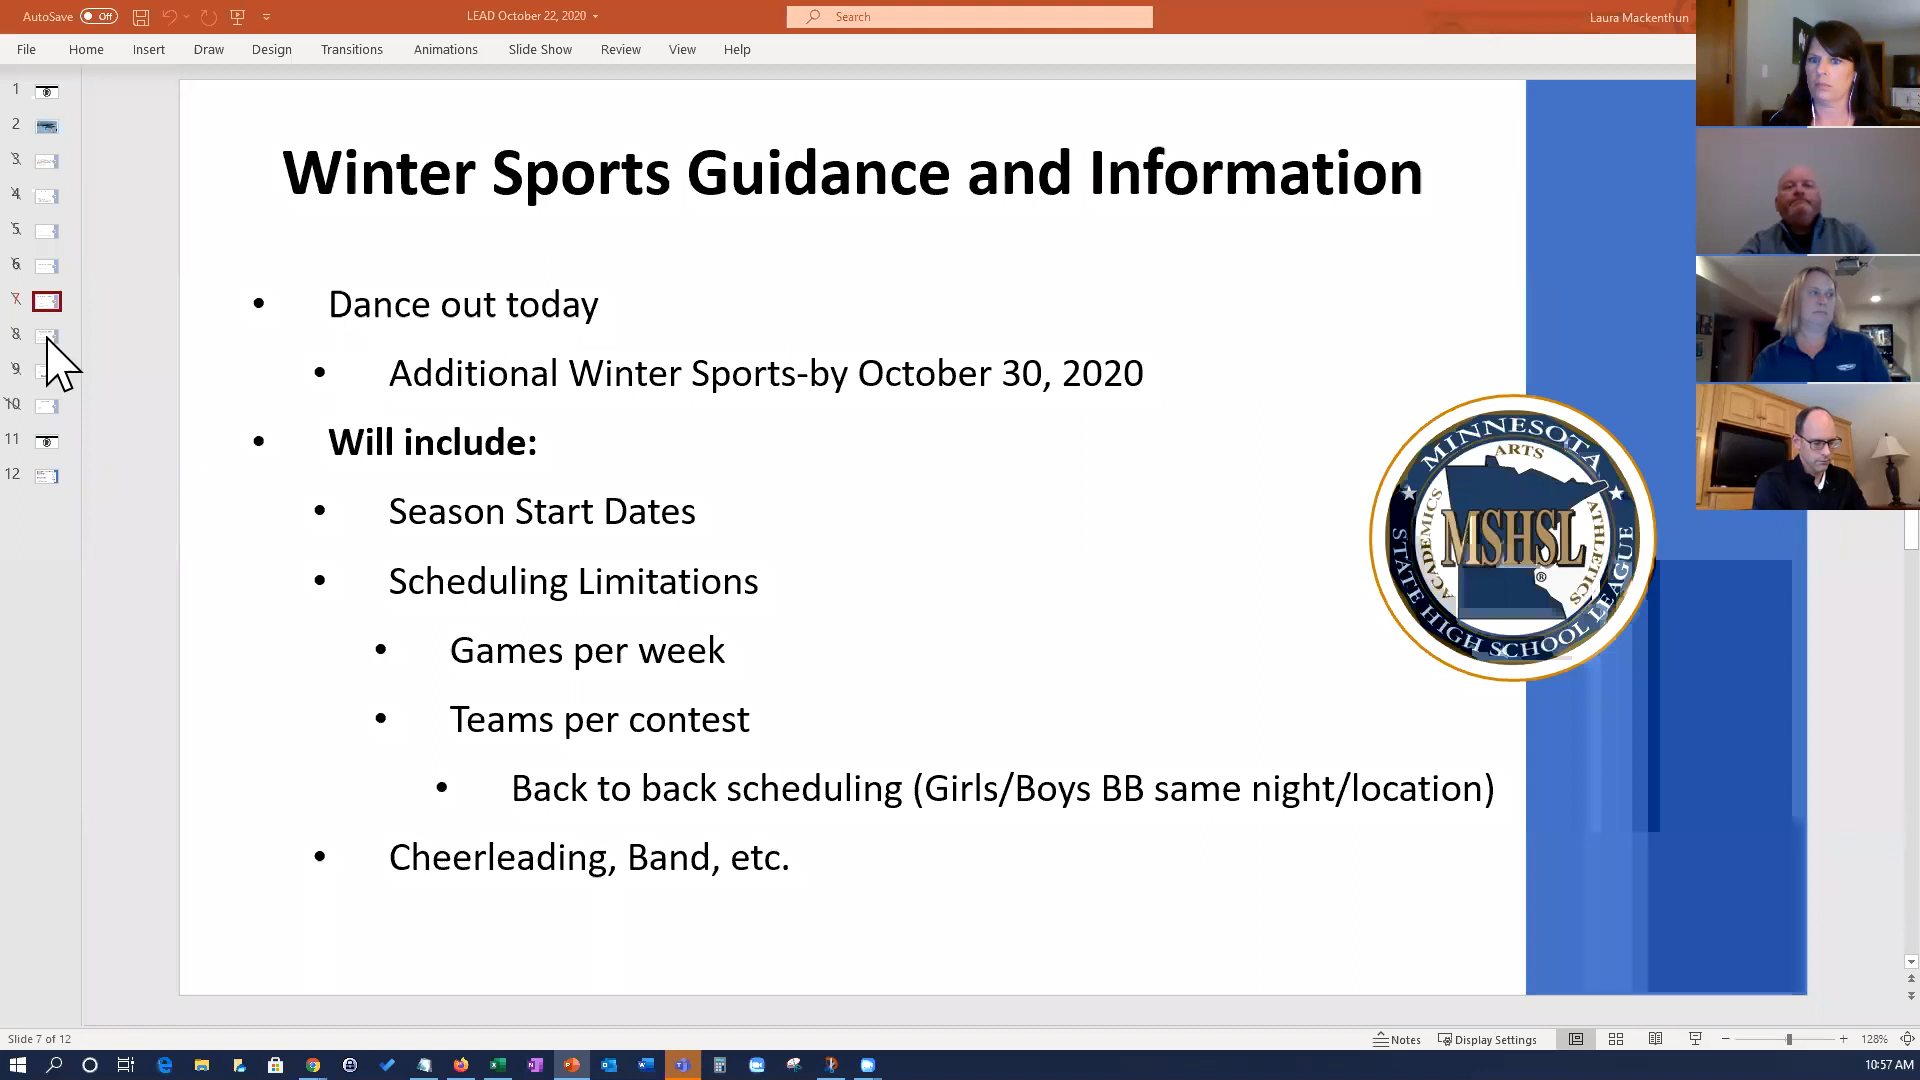 AutoSave Off
LEAD October 22, 2020
Search
Laura Mackenthun
File Home Insert Draw Design Transitions Animations Slide Show Review View Help
1
2
3
4
5
6
7
8
9
10
11
12
Winter Sports Guidance and Information
• Dance out today
• Additional Winter Sports-by October 30, 2020
• Will include:
• Season Start Dates
• Scheduling Limitations
• Games per week
• Teams per contest
• Back to back scheduling (Girls/Boys BB same night/location)
• Cheerleading, Band, etc.
MINNESOTA
ARTS
ACADEMICS
MSHSL
ATHLETICS
®
STATE HIGH SCHOOL LEAGUE
Slide 7 of 12
Notes Display Settings 128%
10:57 AM